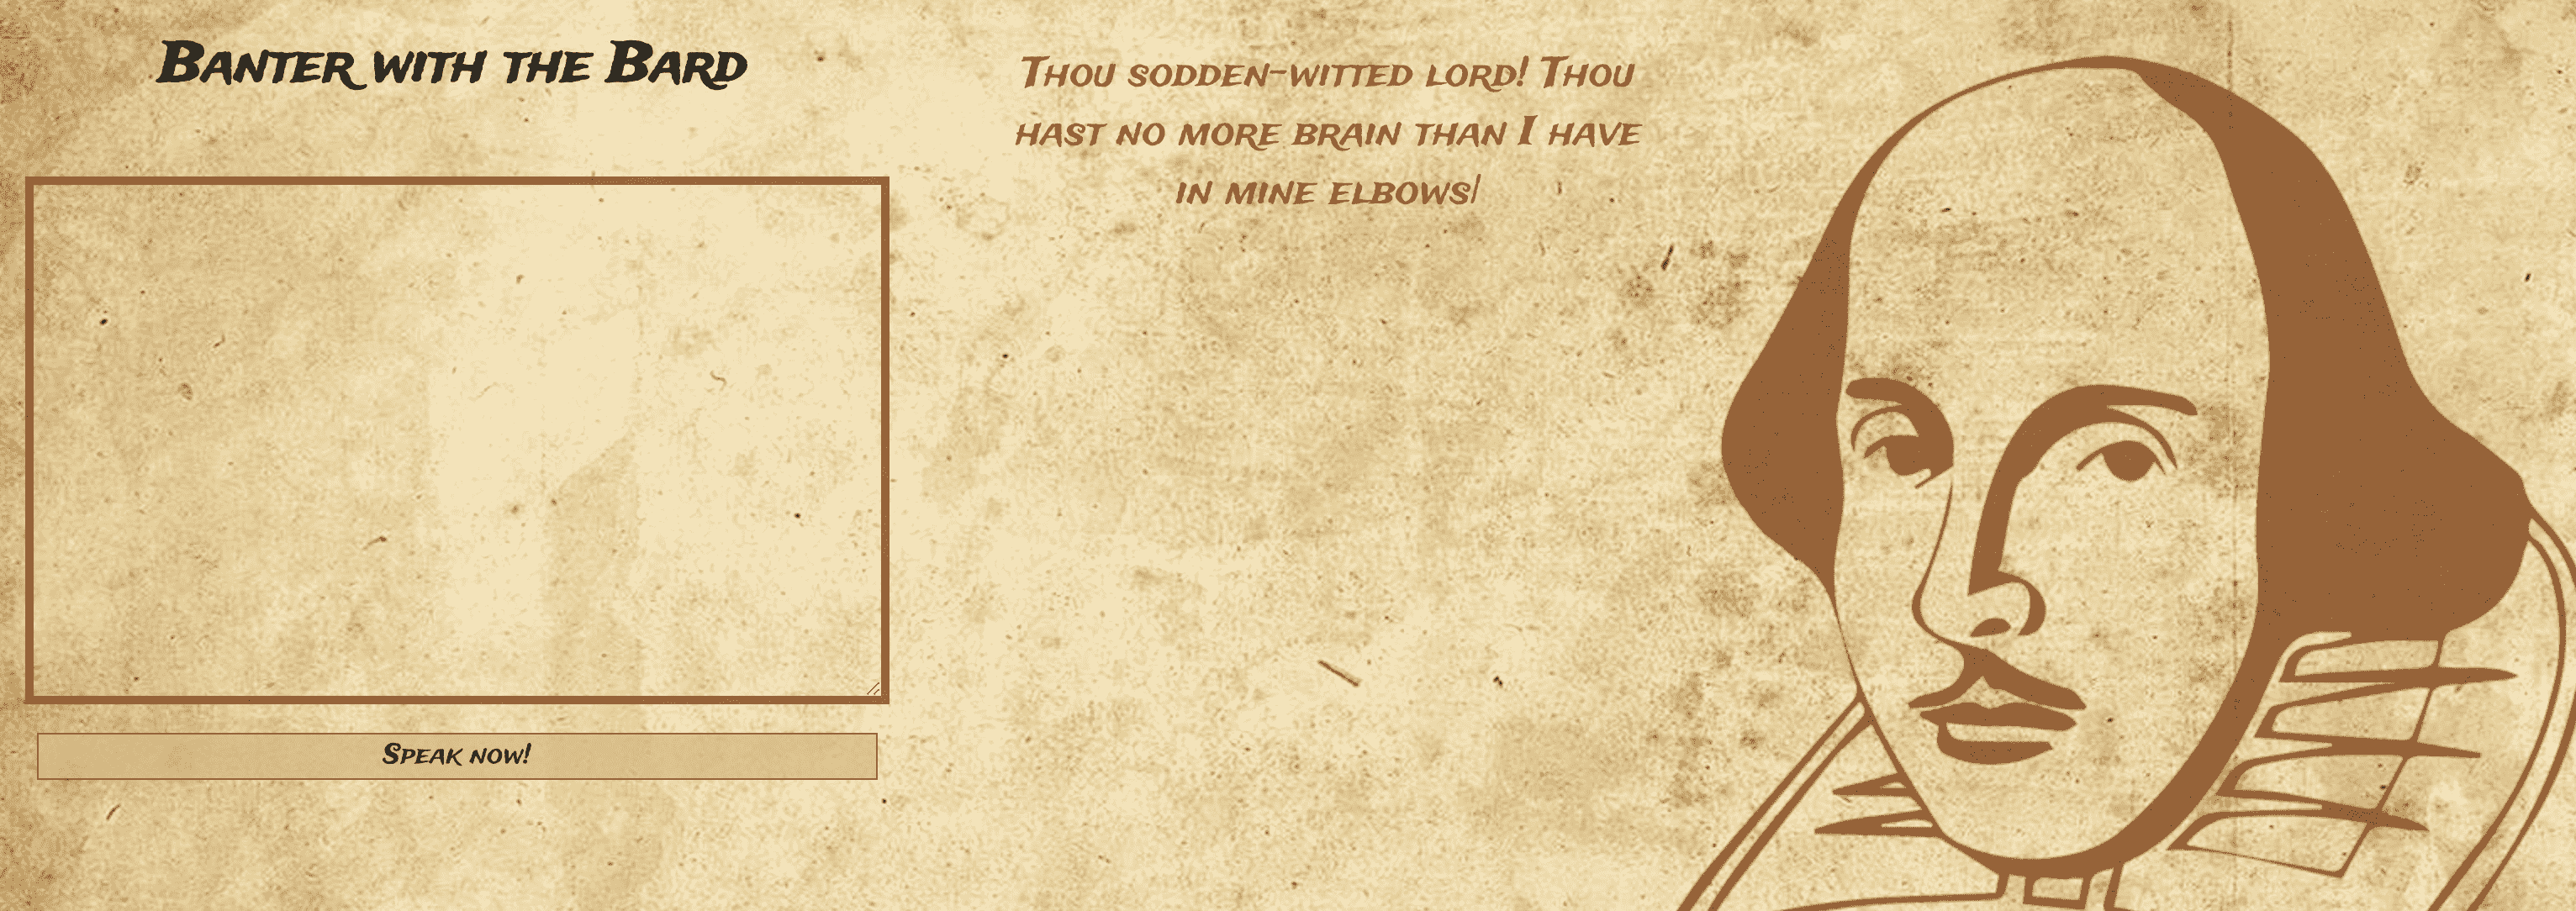 Banter with the Bard
Thou sodden-witted lord! Thou
hast no more brain than I have
in mine elbows!
Speak now!